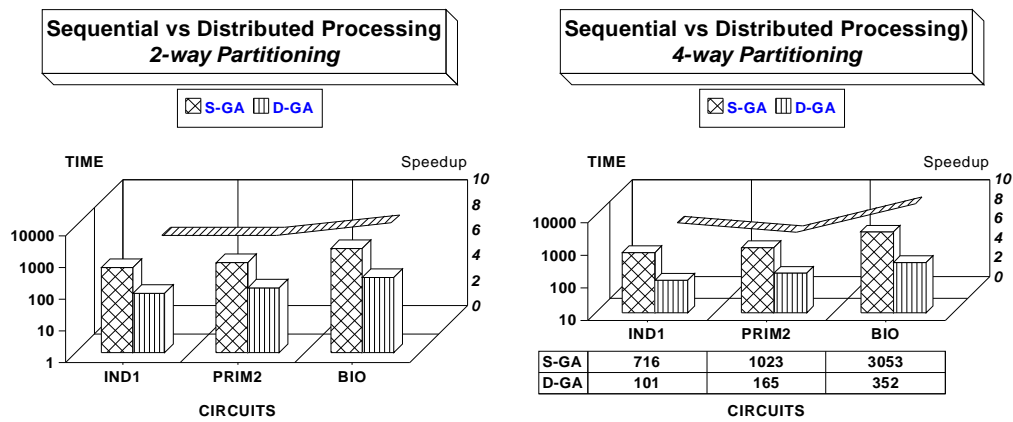 Sequential vs Distributed Processing
2-way Partitioning
S-GA D-GA
TIME
Speedup
10
8
6
4
2
0
10000
1000
100
10
1
IND1 PRIM2 BIO
CIRCUITS
Sequential vs Distributed Processing)
4-way Partitioning
S-GA D-GA
TIME
Speedup
10
8
6
4
2
0
10000
1000
100
10
IND1 PRIM2 BIO
S-GA 716 1023 3053
D-GA 101 165 352
CIRCUITS